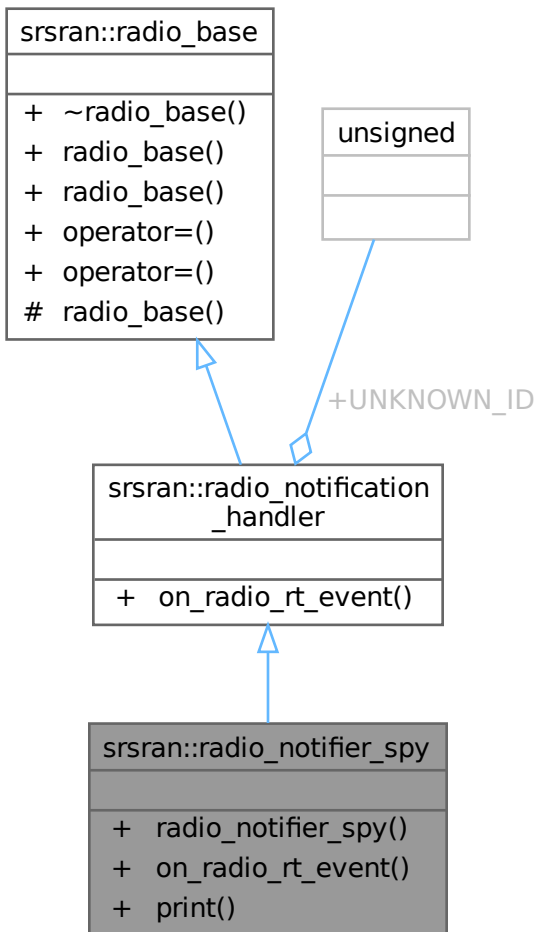 srsran::radio_base
+ ~radio_base()
+ radio_base()
+ radio_base()
+ operator=()
+ operator=()
# radio_base()
unsigned
+UNKNOWN_ID
srsran::radio_notification
_handler
+ on_radio_rt_event()
srsran::radio_notifier_spy
+ radio_notifier_spy()
+ on_radio_rt_event()
+ print()